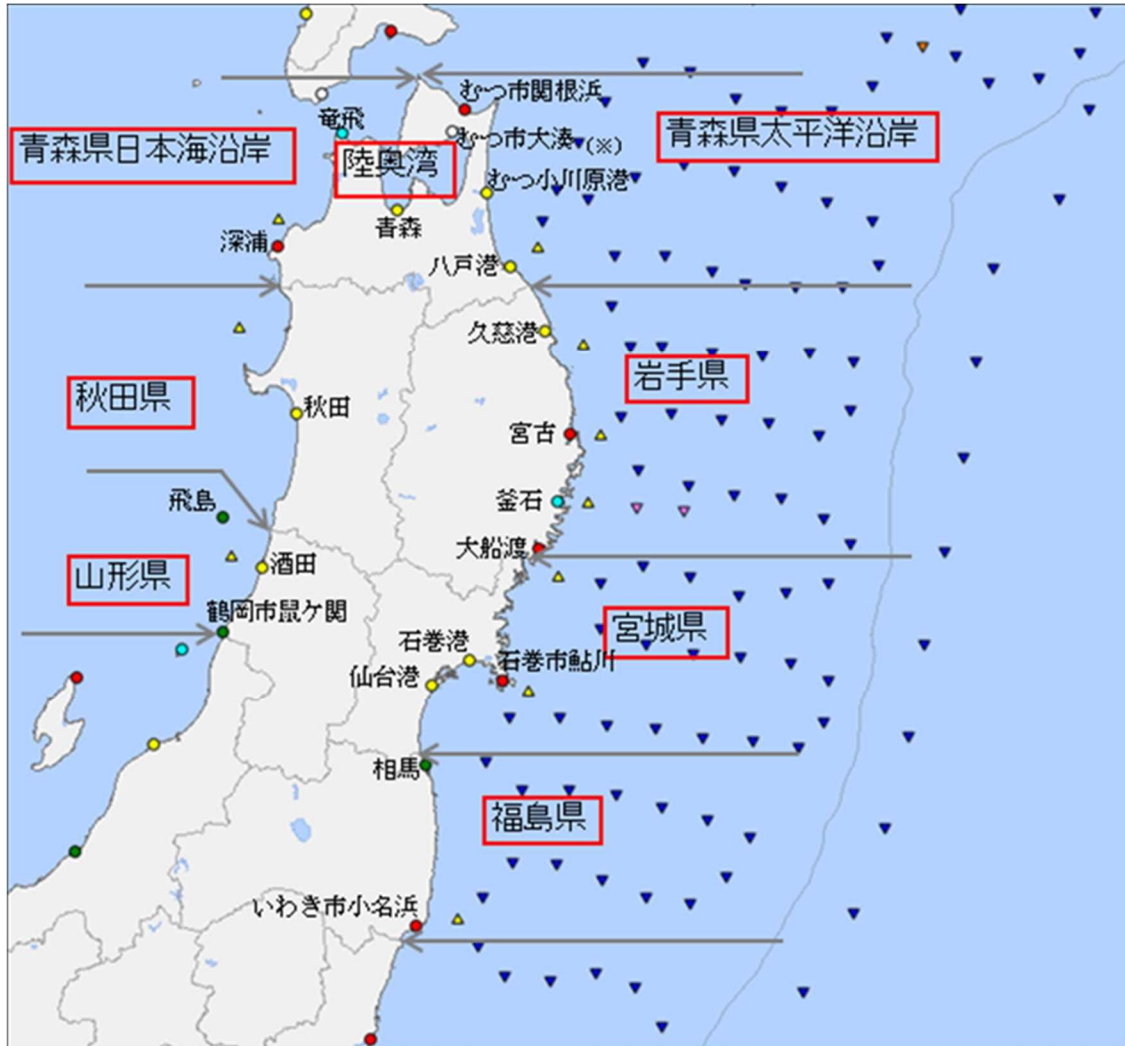 むつ市関根浜
竜飛
青森県日本海沿岸
陸奥湾
むつ市大湊(※)
青森県太平洋沿岸
むつ小川原港
青森
深浦
八戸港
久慈港
岩手県
秋田県
秋田
宮古
飛島
釜石
大船渡
山形県
酒田
鶴岡市鼠ケ関
宮城県
石巻港
石巻市鮎川
仙台港
相馬
福島県
いわき市小名浜